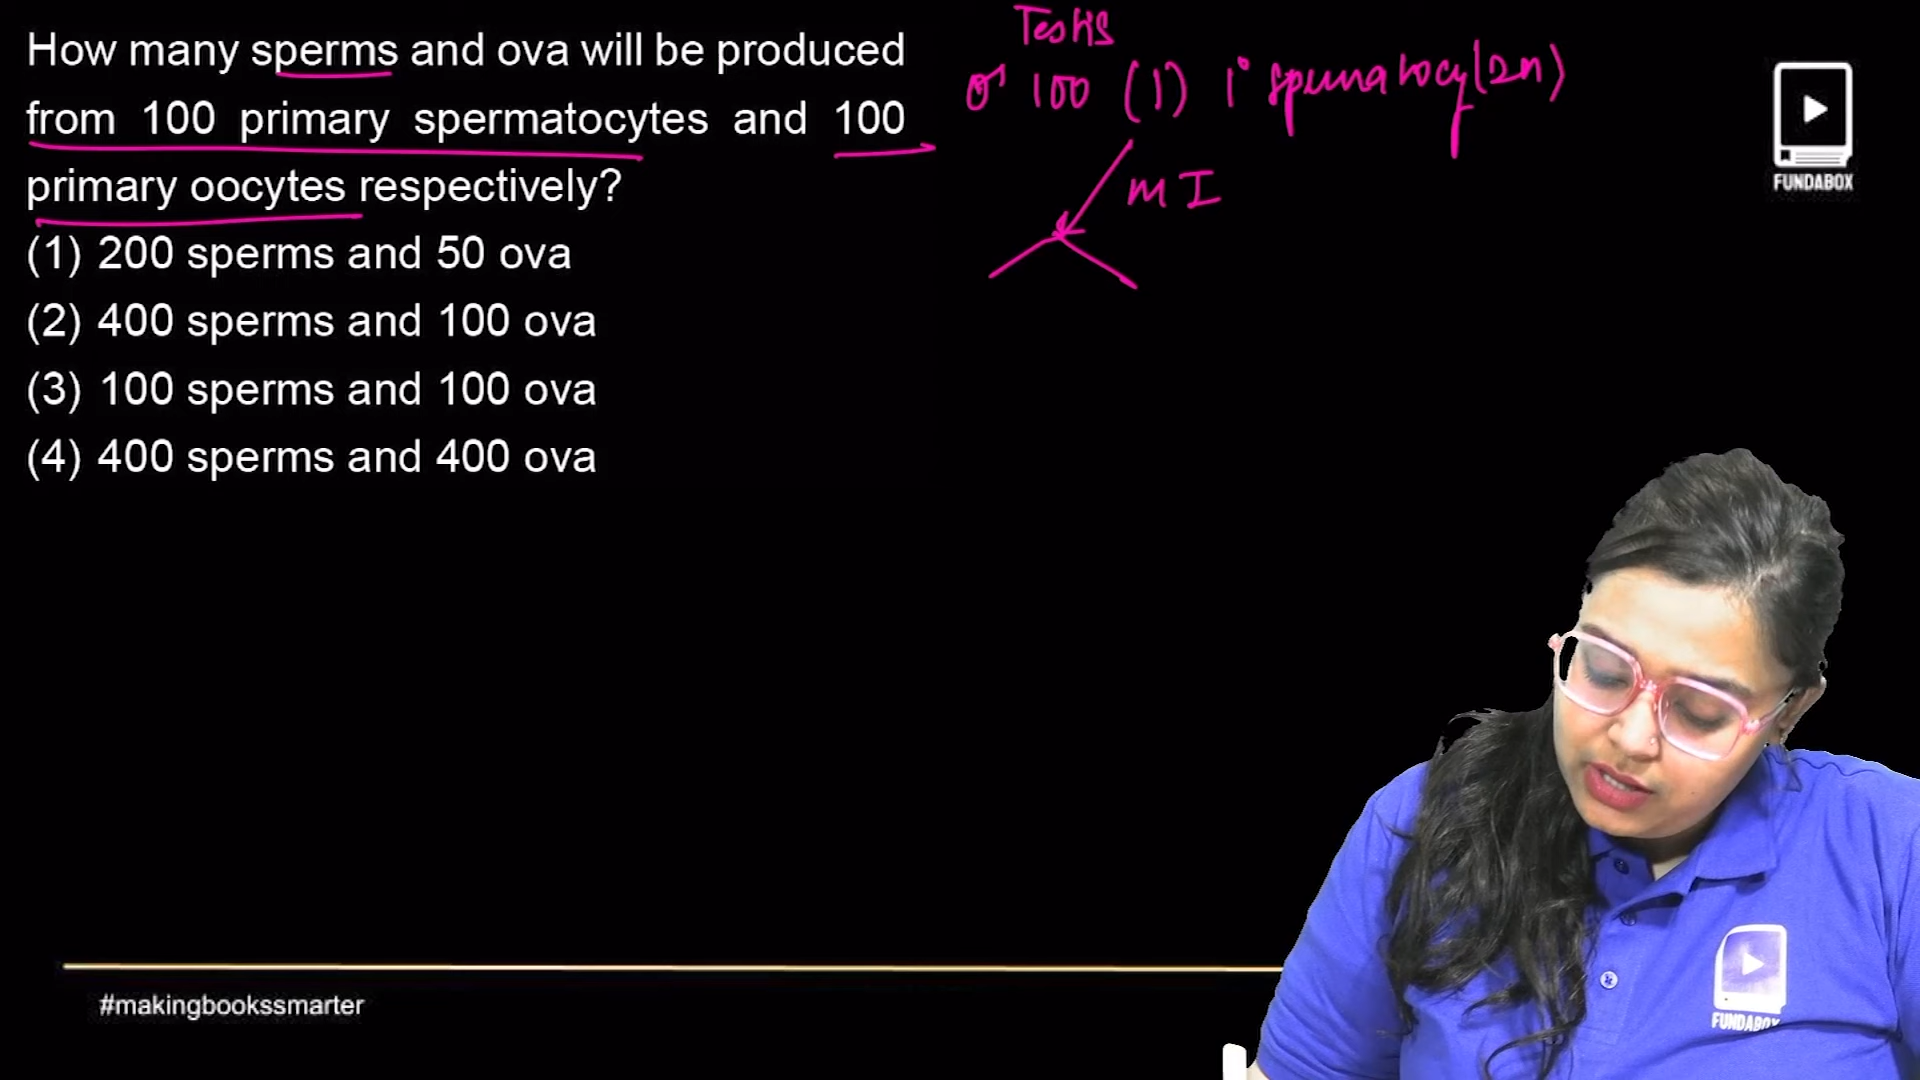 How many sperms and ova will be produced
from 100 primary spermatocytes and 100
primary oocytes respectively?
(1) 200 sperms and 50 ova
(2) 400 sperms and 100 ova
(3) 100 sperms and 100 ova
(4) 400 sperms and 400 ova
Testis
100 (1) 1° spermatocy(2n)
m I
FUNDABOX
FUNDABOX
#makingbookssmarter